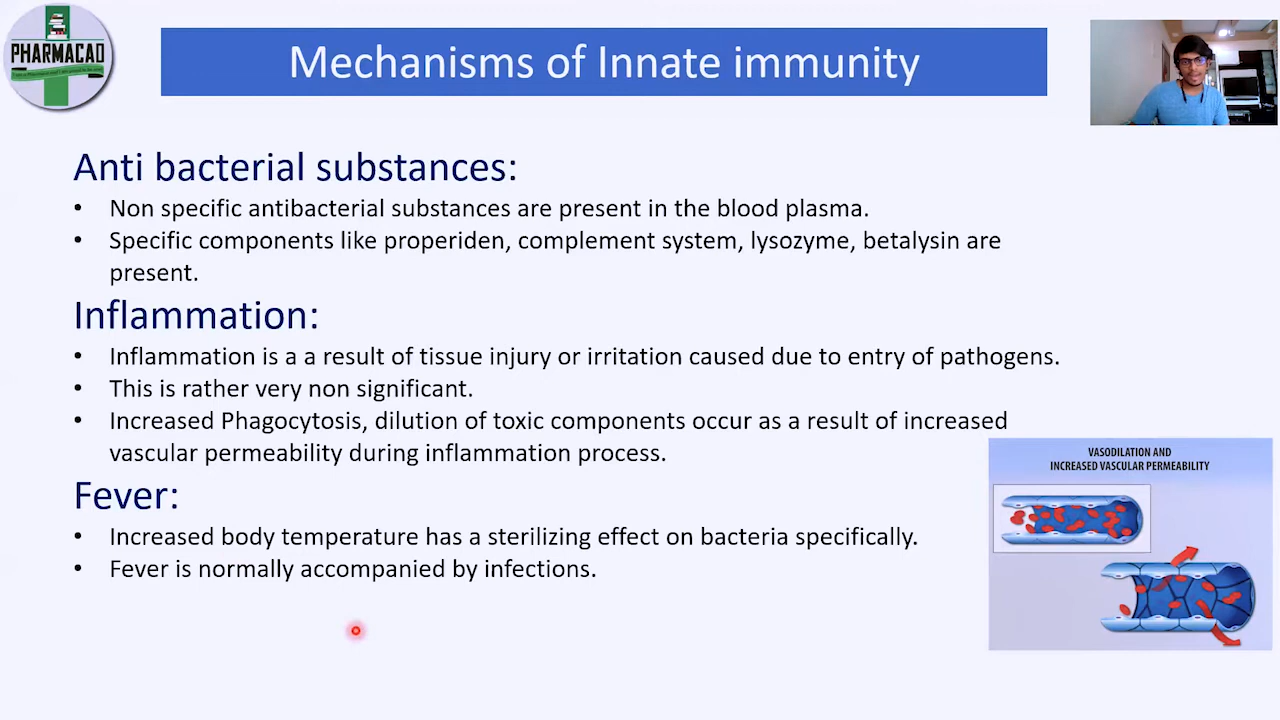 PHARMACAD
Mechanisms of Innate immunity
Anti bacterial substances:
• Non specific antibacterial substances are present in the blood plasma.
• Specific components like properiden, complement system, lysozyme, betalysin are
present.
Inflammation:
• Inflammation is a a result of tissue injury or irritation caused due to entry of pathogens.
• This is rather very non significant.
• Increased Phagocytosis, dilution of toxic components occur as a result of increased
vascular permeability during inflammation process.
VASODILATION AND
INCREASED VASCULAR PERMEABILITY
Fever:
• Increased body temperature has a sterilizing effect on bacteria specifically.
• Fever is normally accompanied by infections.